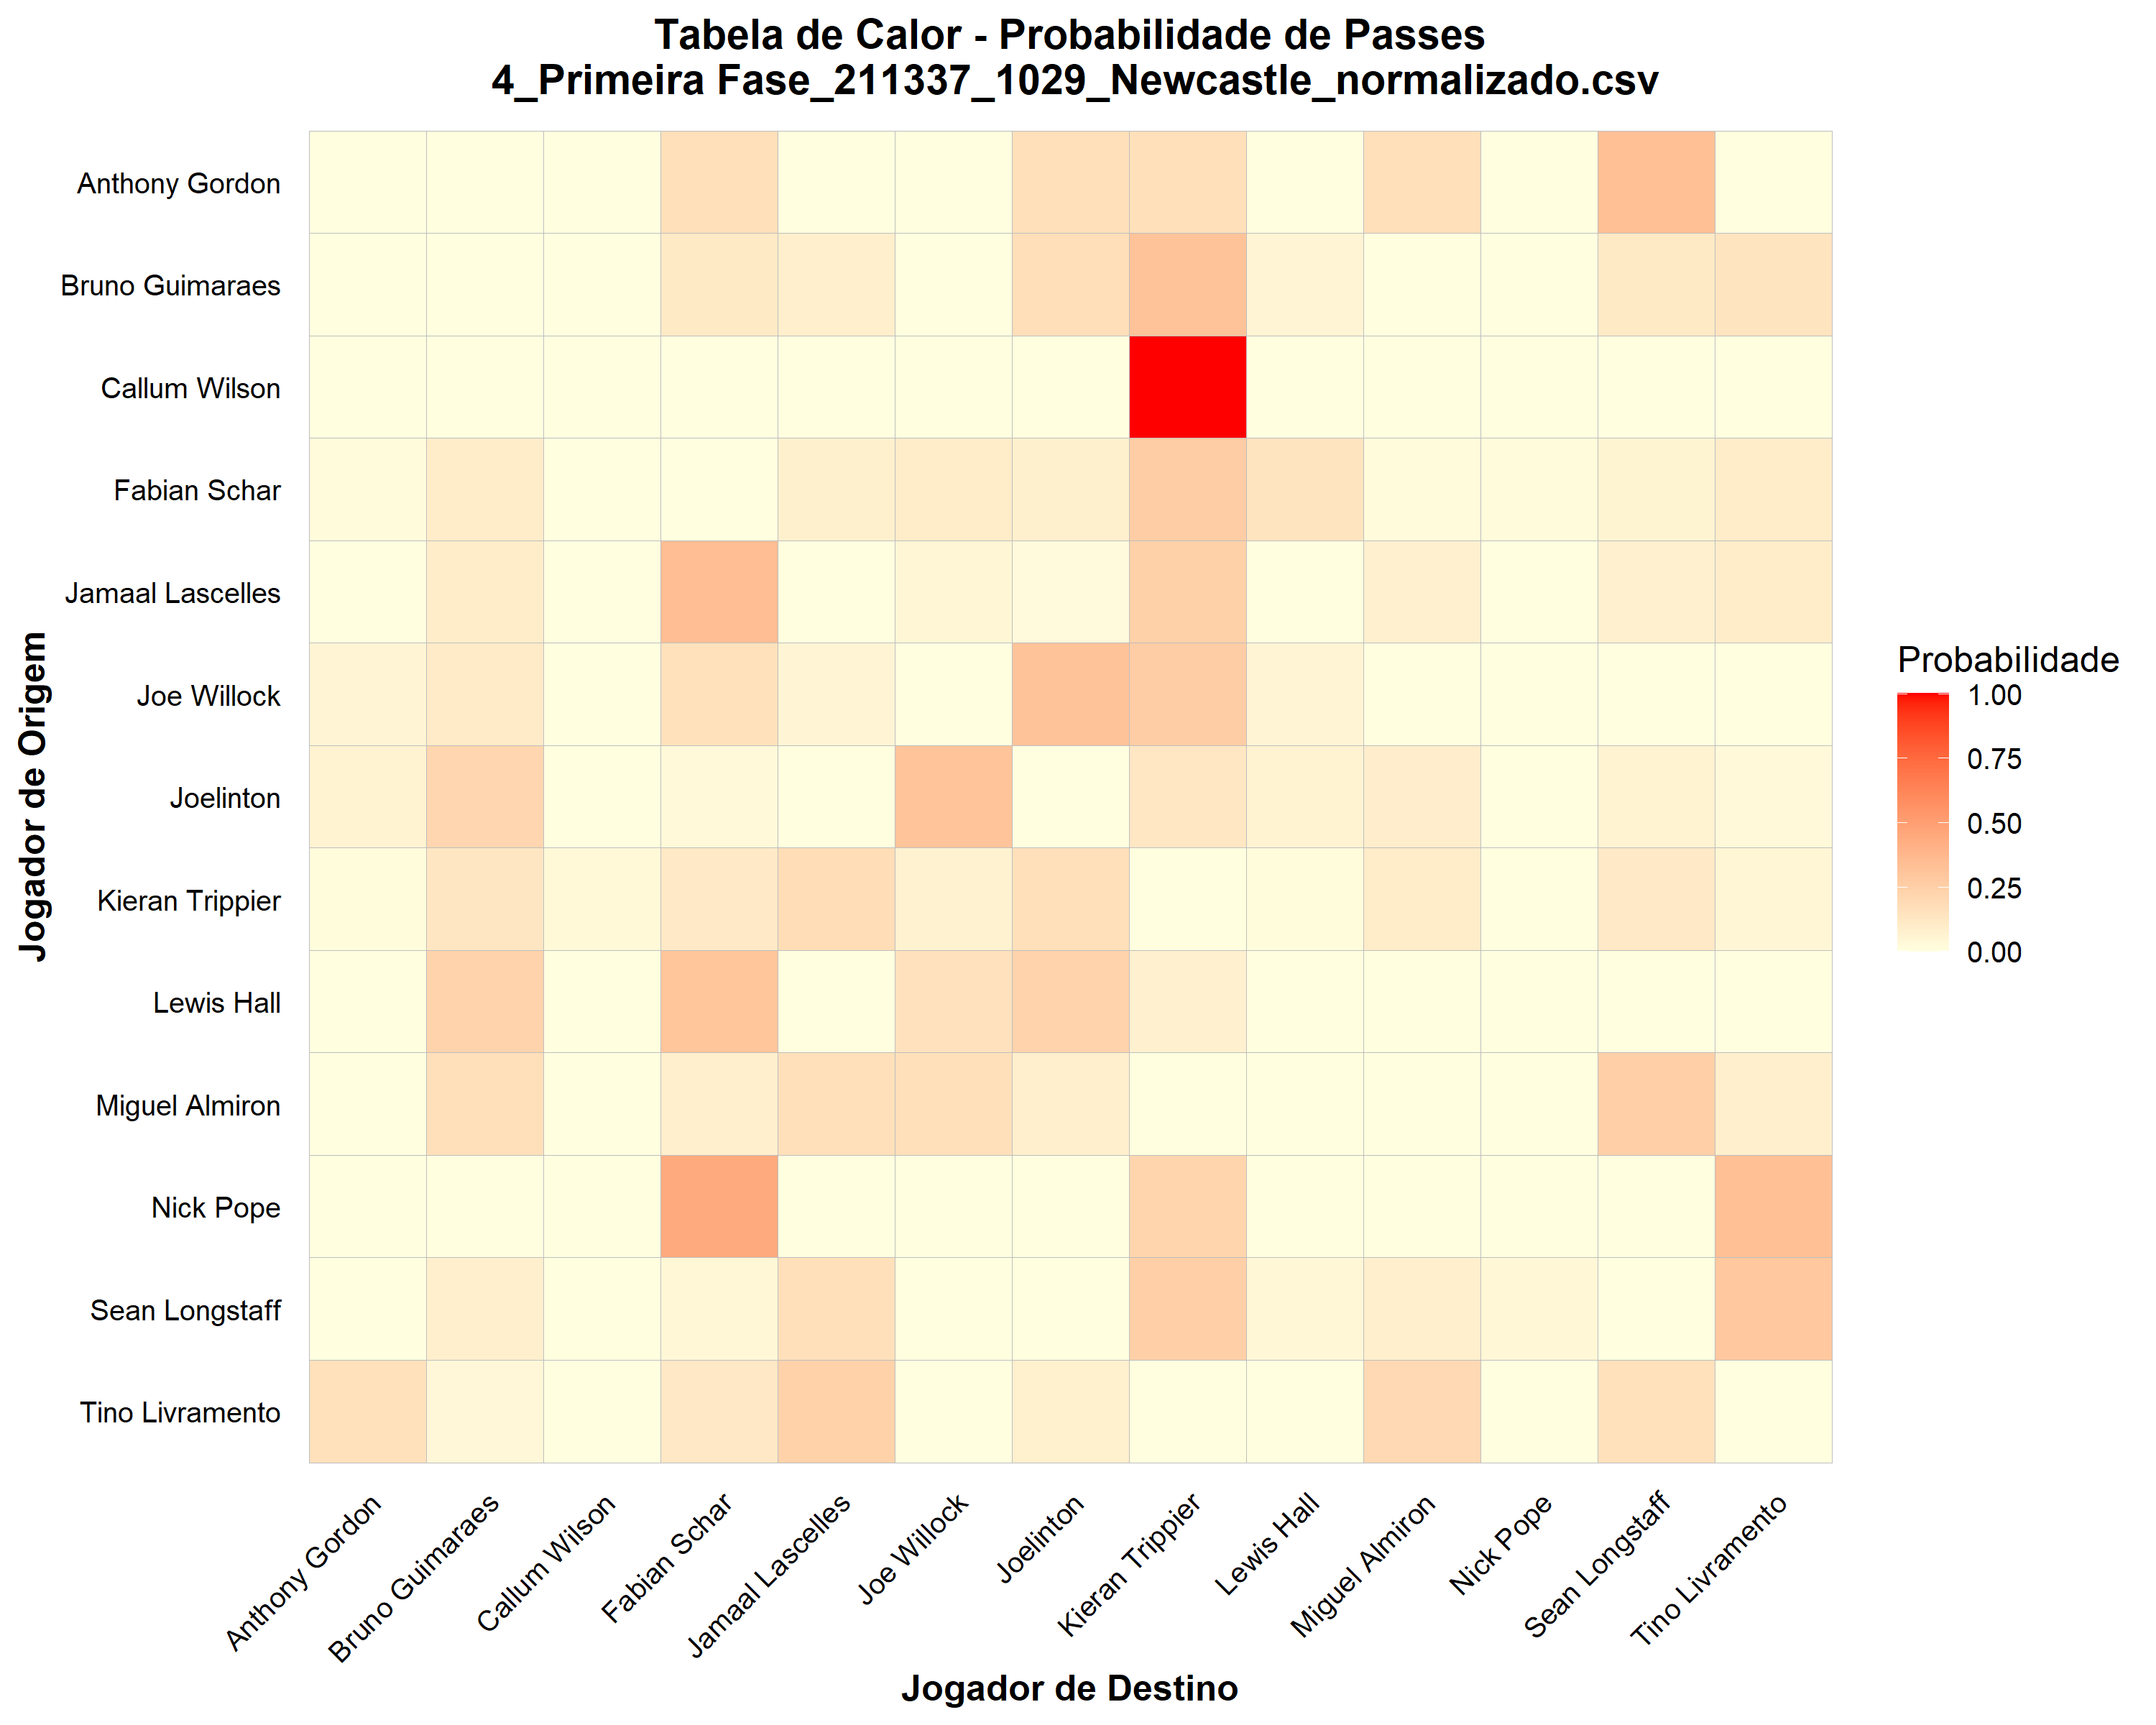 Tabela de Calor - Probabilidade de Passes
4_Primeira Fase_211337_1029_Newcastle_normalizado.csv
Jogador de Origem
Anthony Gordon
Bruno Guimaraes
Callum Wilson
Fabian Schar
Jamaal Lascelles
Joe Willock
Joelinton
Kieran Trippier
Lewis Hall
Miguel Almiron
Nick Pope
Sean Longstaff
Tino Livramento
Anthony Gordon
Bruno Guimaraes
Callum Wilson
Fabian Schar
Jamaal Lascelles
Joe Willock
Joelinton
Kieran Trippier
Lewis Hall
Miguel Almiron
Nick Pope
Sean Longstaff
Tino Livramento
Jogador de Destino
Probabilidade
1.00
0.75
0.50
0.25
0.00